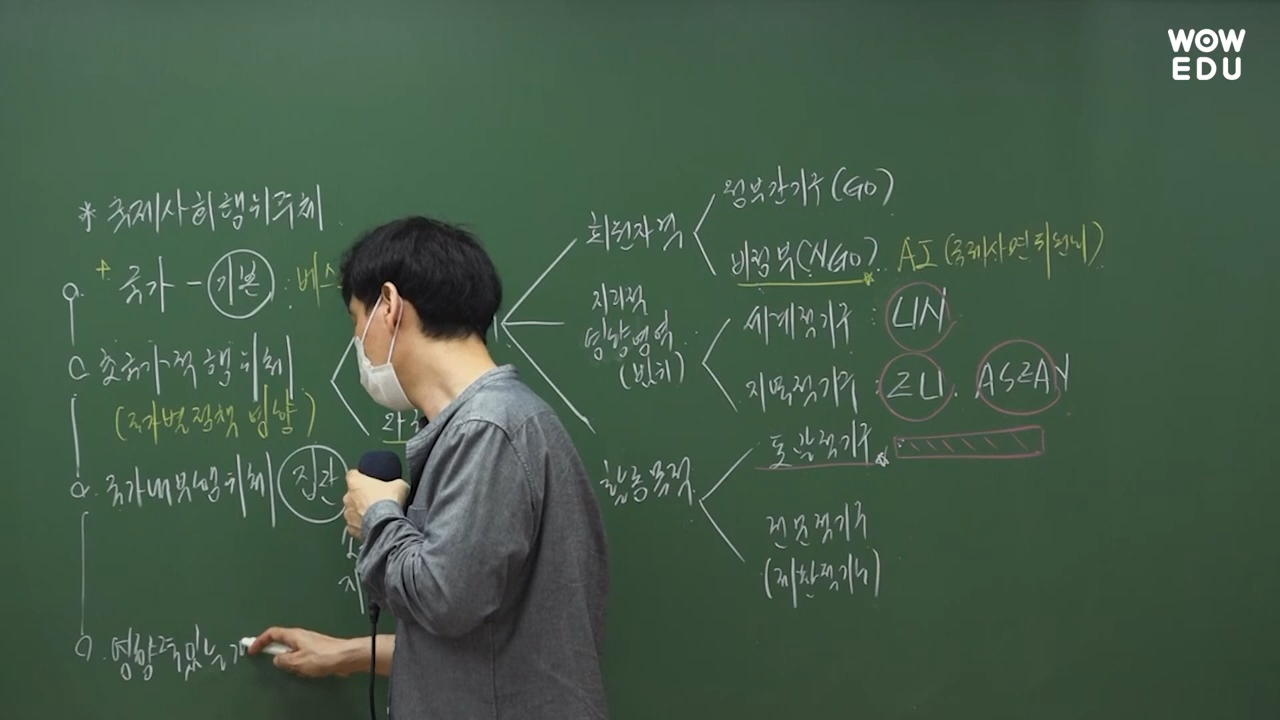 WOW
EDU
* 국제사회행위주체
+ 국가 - 기본 : 베스
초국가적 행위체
(국가별정책 영향)
국가내부행위체 집단
영향력있는 개
회원자격
정부간기구 (GO)
비정부 (NGO) AI (국제사면위원회)
지리적
영향영역
(범위)
세계적기구 : UN
지역적기구 : EU. ASEAN
활동목적
포괄적기구
전문적기구
(제한적기구)